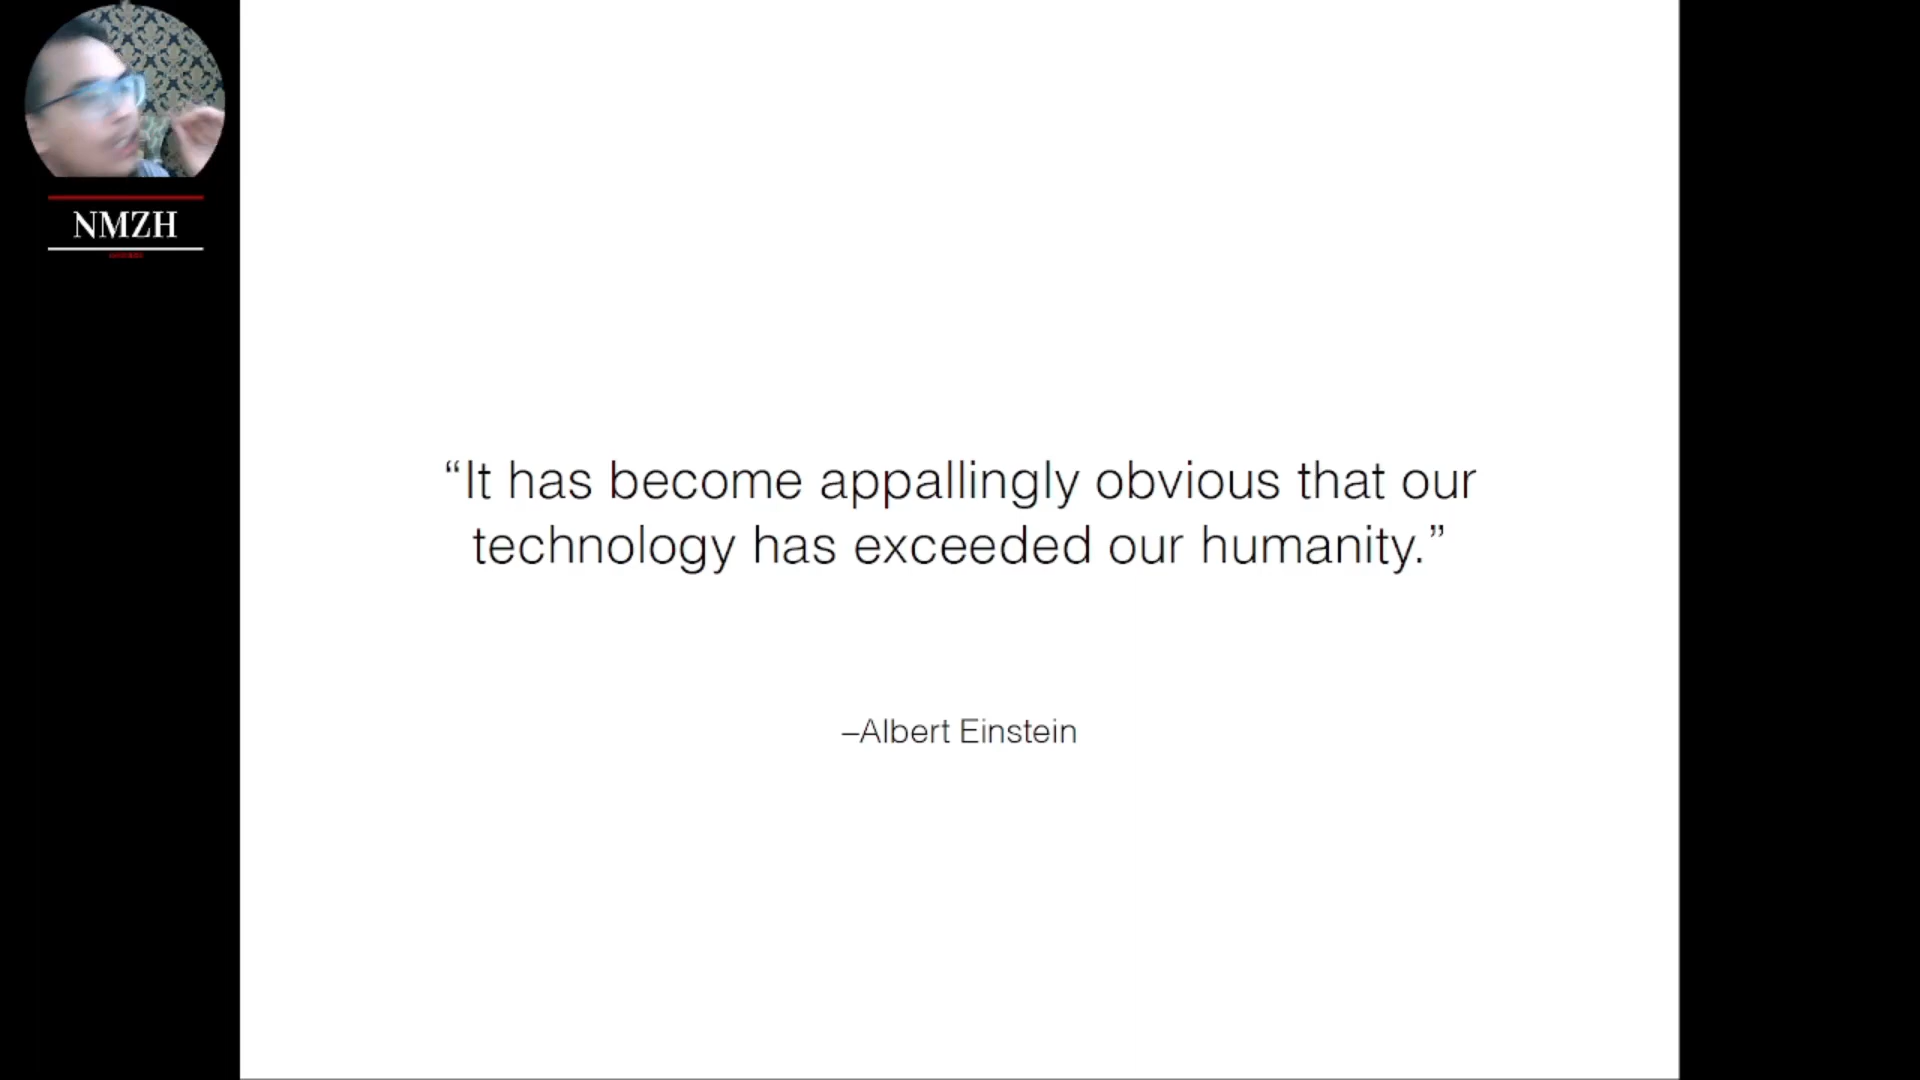 NMZH
“It has become appallingly obvious that our
technology has exceeded our humanity.”
–Albert Einstein